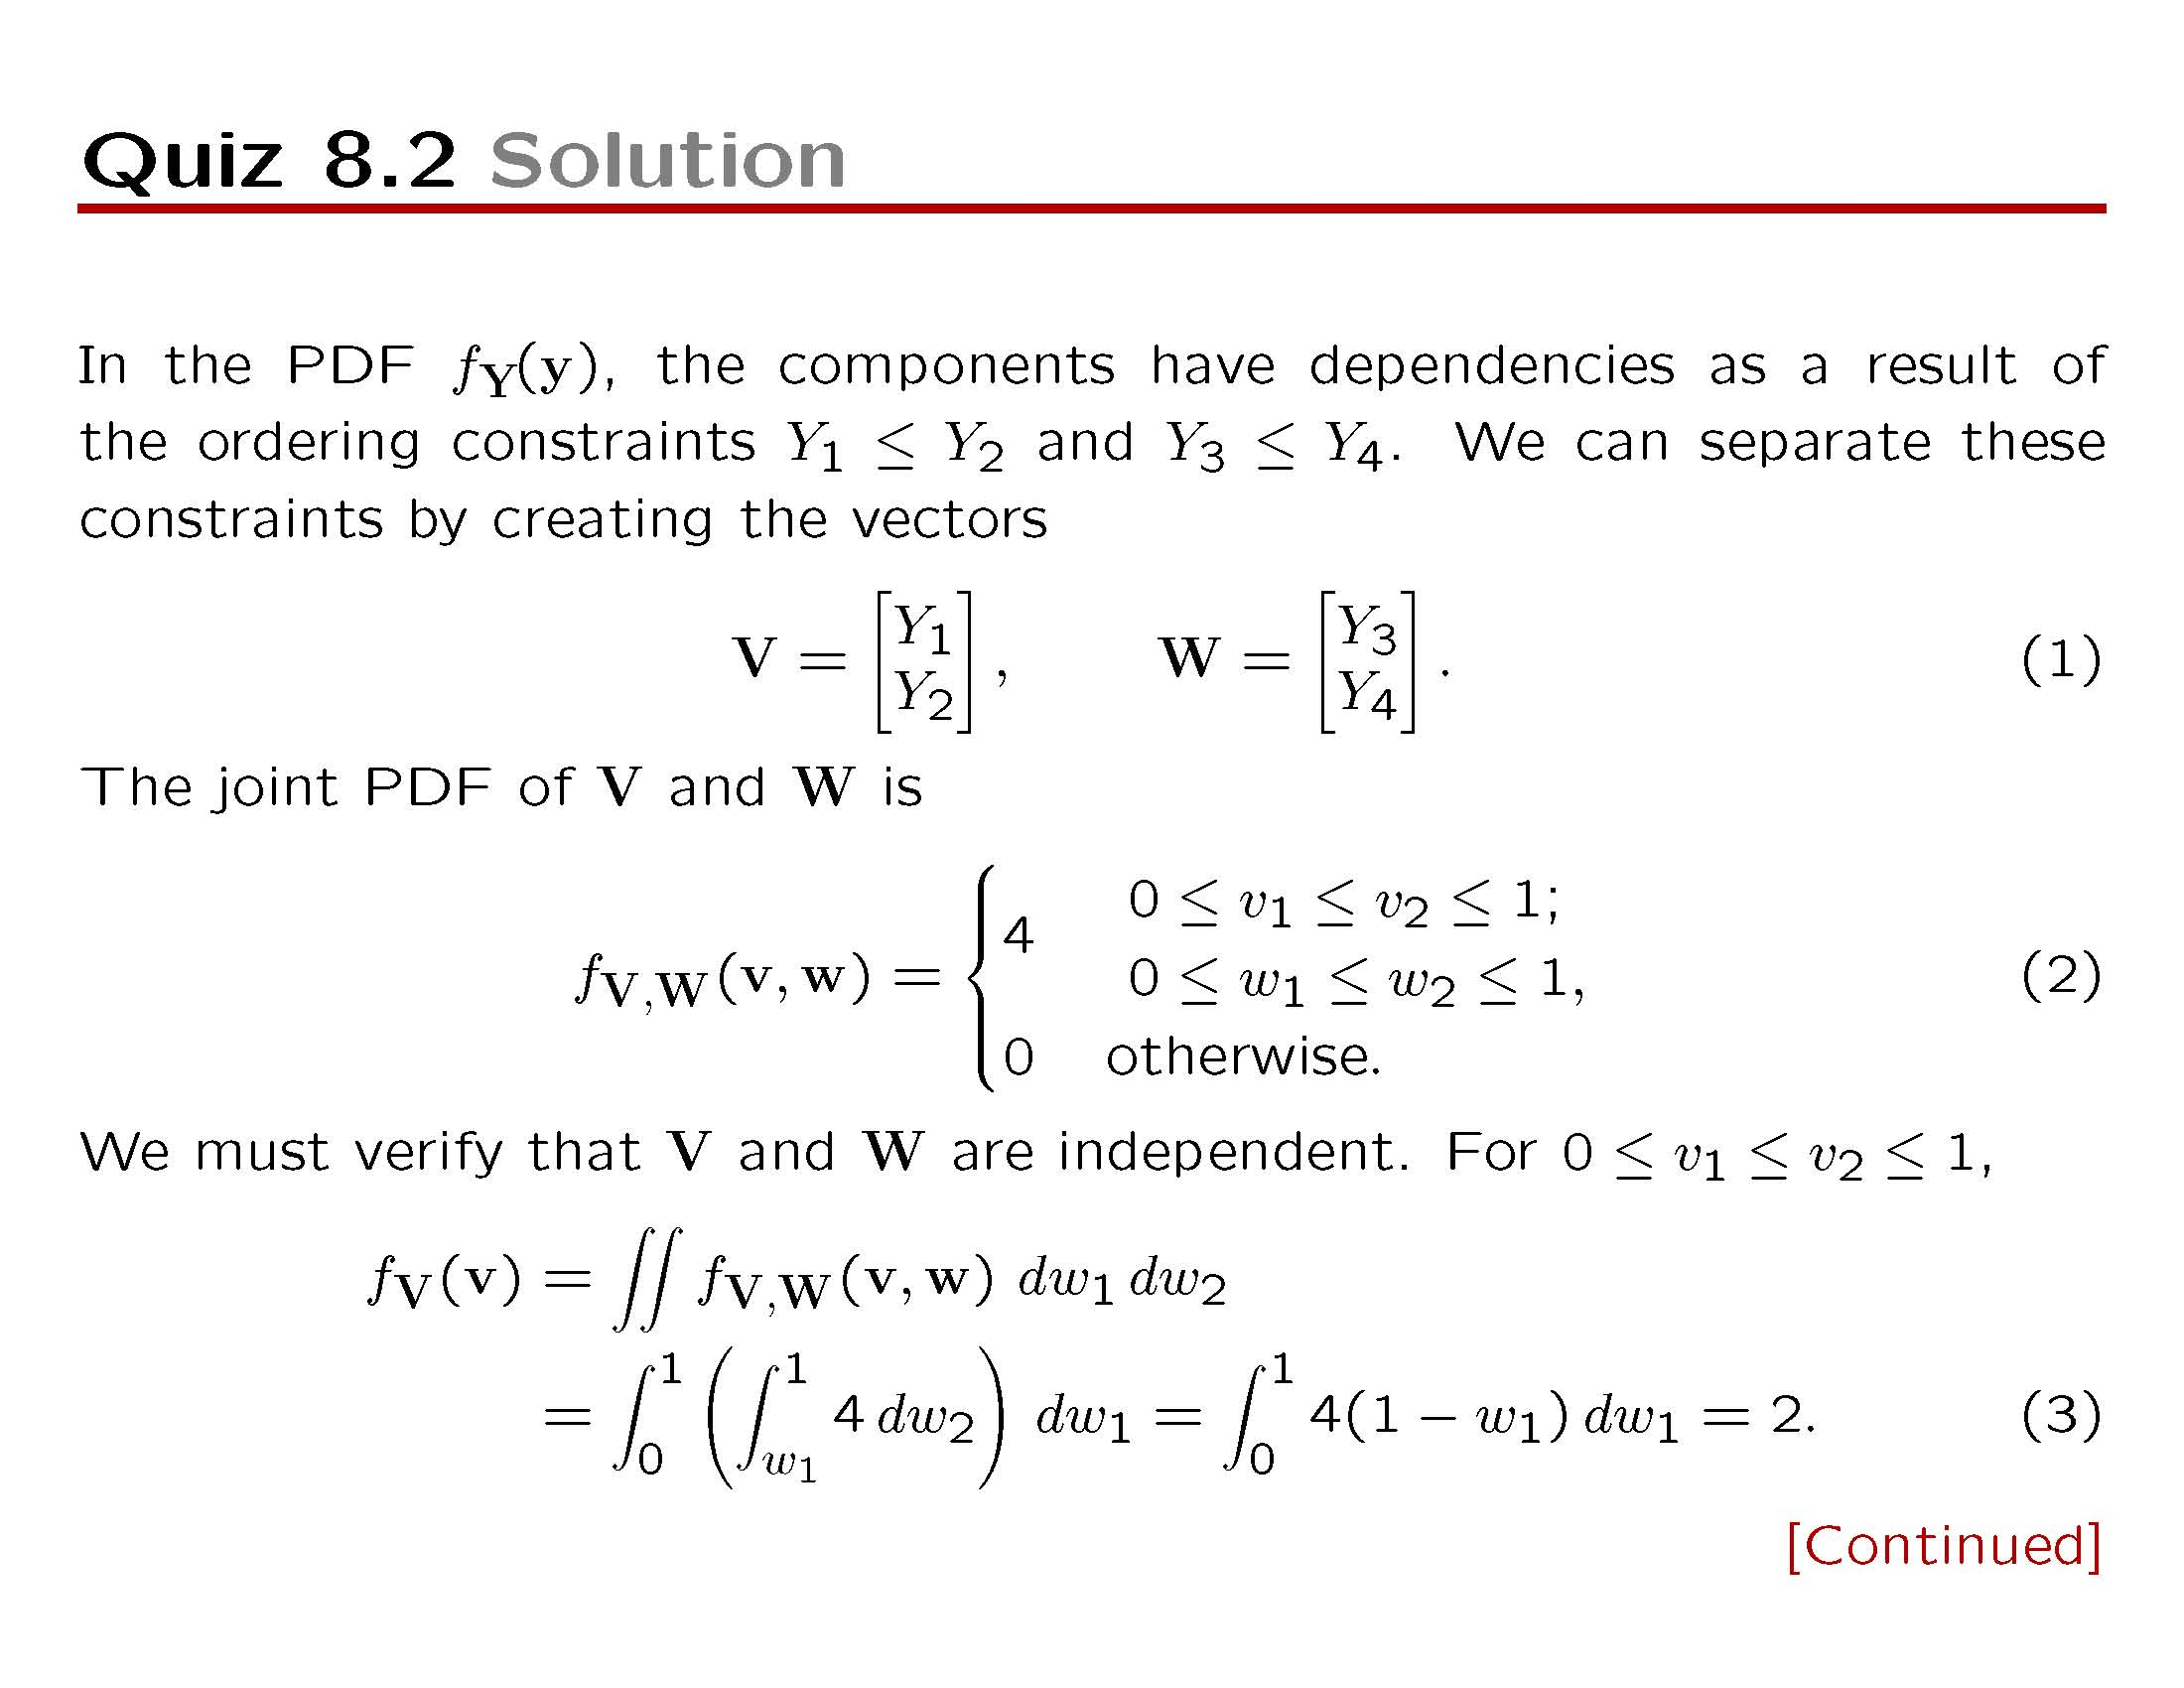 Quiz 8.2 Solution
In the PDF f_Y(y), the components have dependencies as a result of
the ordering constraints Y_1 ≤ Y_2 and Y_3 ≤ Y_4. We can separate these
constraints by creating the vectors
V = [Y_1 Y_2], W = [Y_3 Y_4]. (1)
The joint PDF of V and W is
f_{V,W}(v, w) = { 4 0 ≤ v_1 ≤ v_2 ≤ 1;
0 ≤ w_1 ≤ w_2 ≤ 1, (2)
0 otherwise.
We must verify that V and W are independent. For 0 ≤ v_1 ≤ v_2 ≤ 1,
f_V(v) = ∬ f_{V,W}(v, w) dw_1 dw_2
= ∫_0^1 (∫_{w_1}^1 4 dw_2) dw_1 = ∫_0^1 4(1 − w_1) dw_1 = 2. (3)
[Continued]